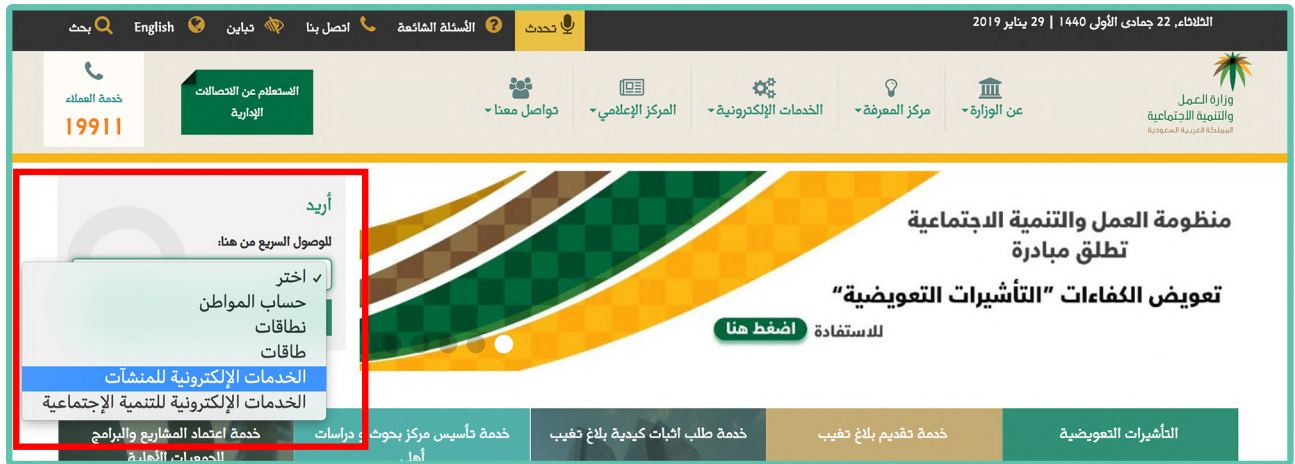 الثلاثاء، 22 جمادى الأولى 1440 | 29 يناير 2019
تحدث
الأسئلة الشائعة
اتصل بنا
تباين
English
بحث
وزارة العمل
والتنمية الاجتماعية
المملكة العربية السعودية
عن الوزارة
مركز المعرفة
الخدمات الإلكترونية
المركز الإعلامي
تواصل معنا
الاستعلام عن الاتصالات
الإدارية
خدمة العملاء
19911
أريد
للوصول السريع من هنا:
اختر
حساب المواطن
نطاقات
طاقات
الخدمات الإلكترونية للمنشآت
الخدمات الإلكترونية للتنمية الإجتماعية
منظومة العمل والتنمية الاجتماعية
تطلق مبادرة
تعويض الكفاءات "التأشيرات التعويضية"
للاستفادة اضغط هنا
التأشيرات التعويضية
خدمة تقديم بلاغ تغيب
خدمة طلب اثبات كيدية بلاغ تغيب
خدمة تأسيس مركز بحوث و دراسات
أهلي
خدمة اعتماد المشاريع والبرامج
للجمعيات الأهلية